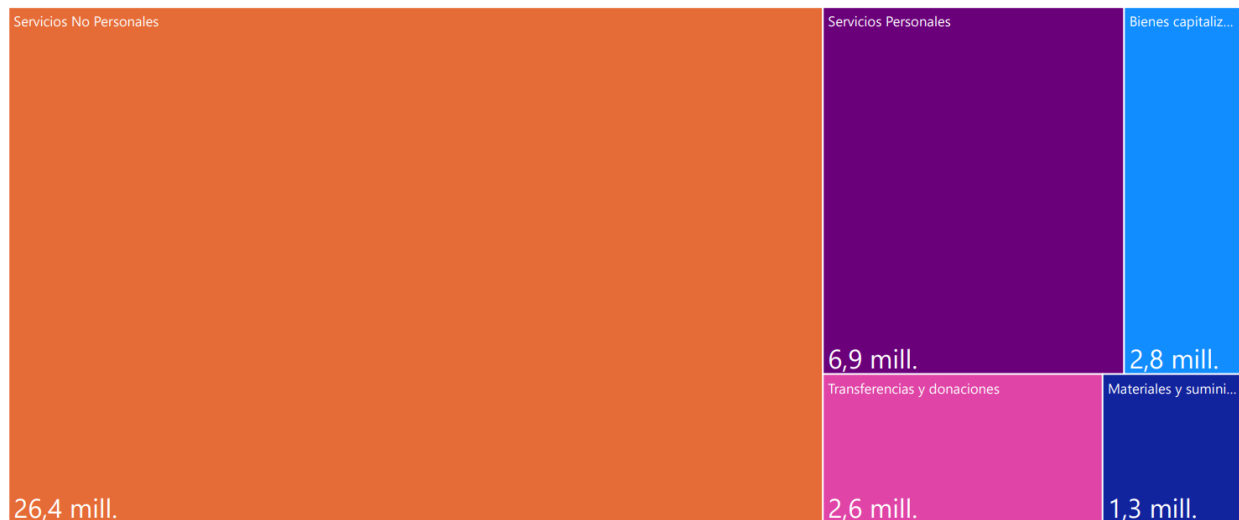 Servicios No Personales
26,4 mill.
Servicios Personales
6,9 mill.
Bienes capitaliz...
2,8 mill.
Transferencias y donaciones
2,6 mill.
Materiales y sumini...
1,3 mill.